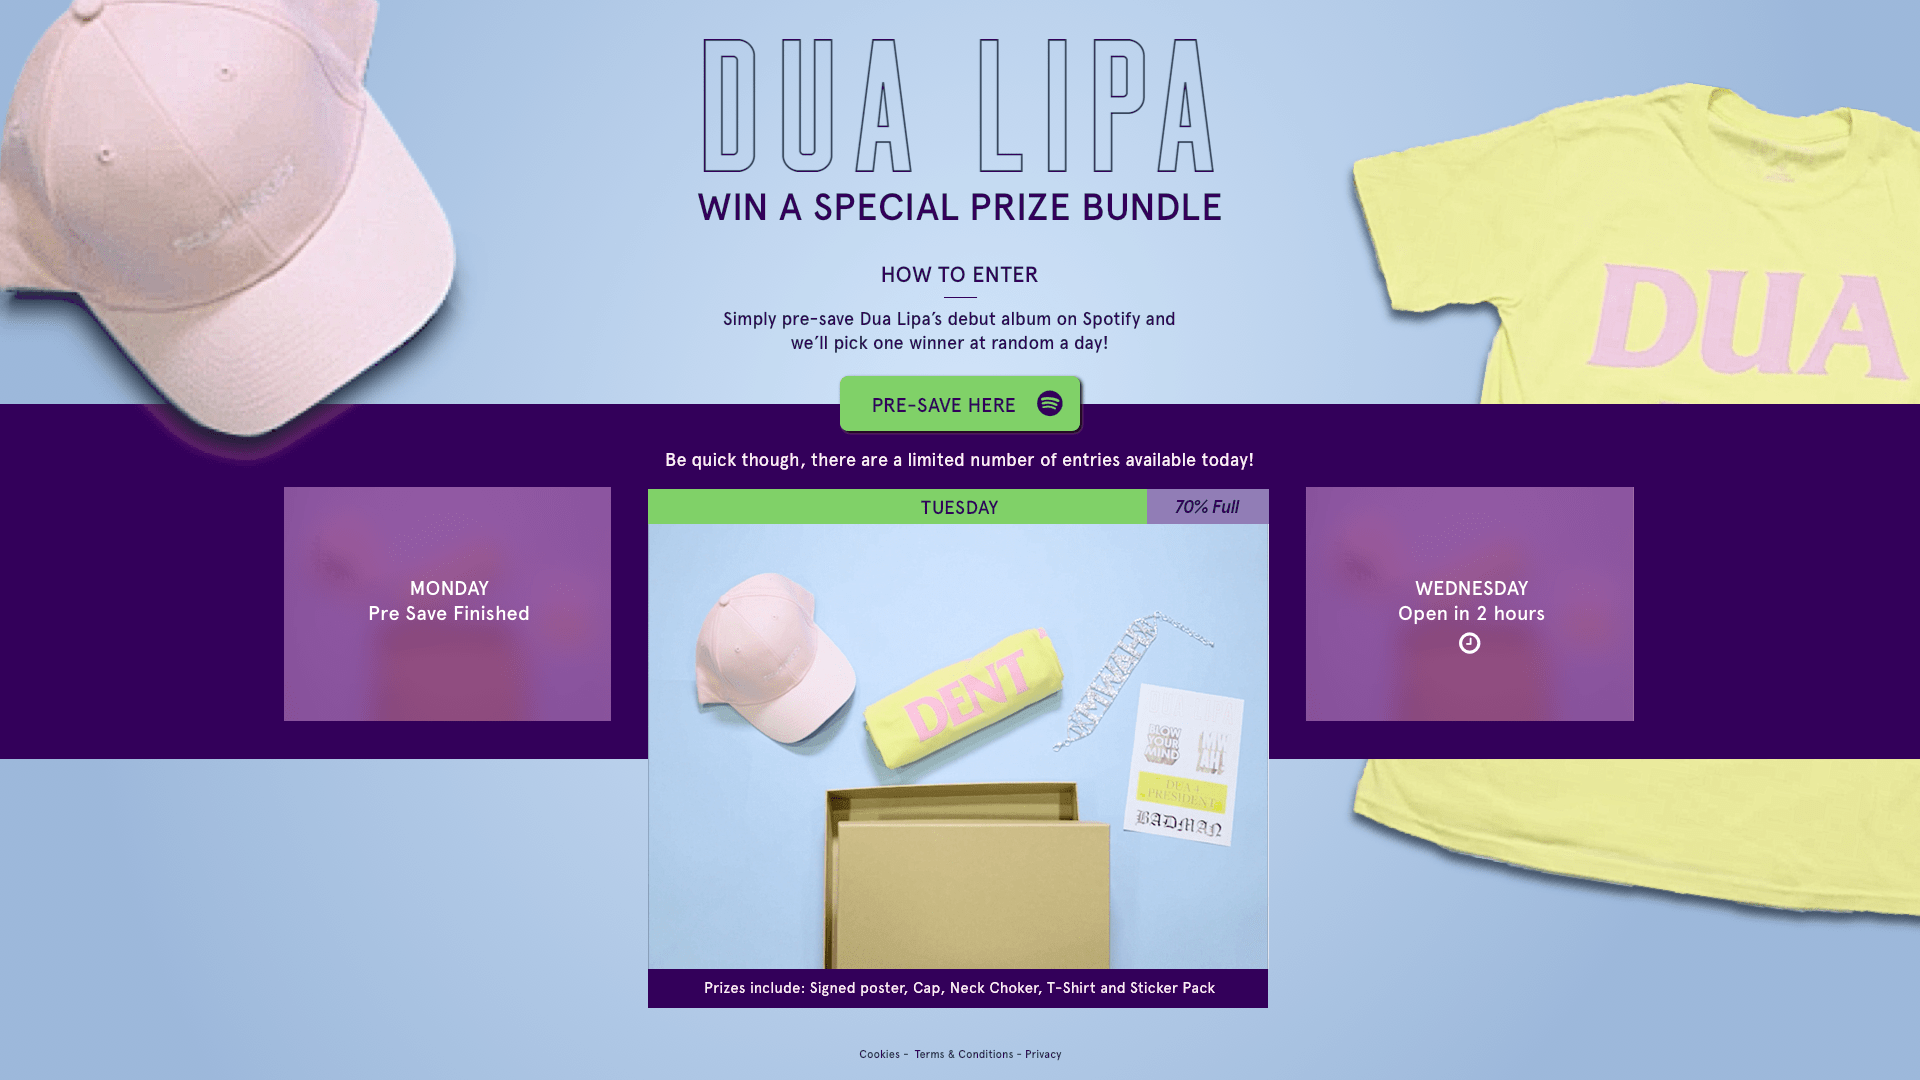 DUA LIPA
WIN A SPECIAL PRIZE BUNDLE
HOW TO ENTER
Simply pre-save Dua Lipa’s debut album on Spotify and
we’ll pick one winner at random a day!
DUA
PRE-SAVE HERE
Be quick though, there are a limited number of entries available today!
MONDAY
Pre Save Finished
TUESDAY
70% Full
DENT
BLOW
YOUR
MIND
DUA 4
PRESIDENT
BADMAN
WEDNESDAY
Open in 2 hours
Prizes include: Signed poster, Cap, Neck Choker, T-Shirt and Sticker Pack
Cookies - Terms & Conditions - Privacy